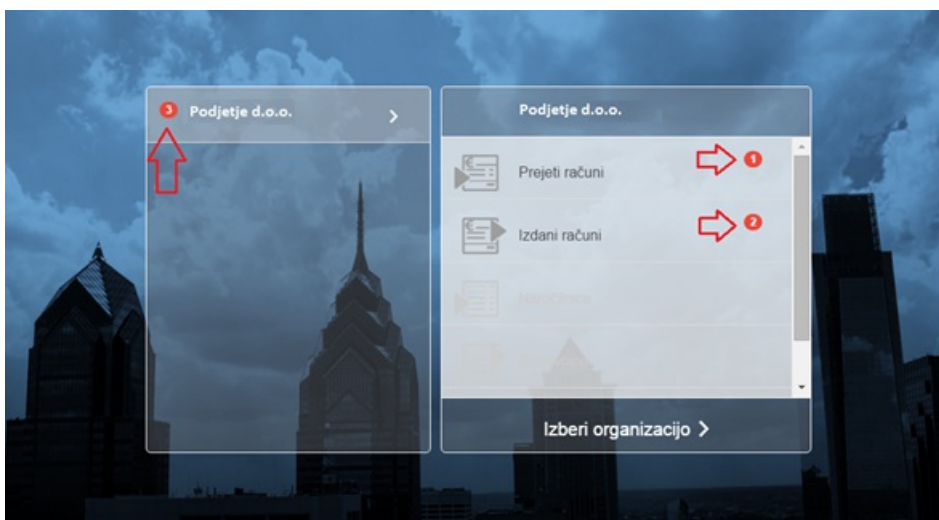 3 Podjetje d.o.o.
Podjetje d.o.o.
Prejeti računi 1
Izdani računi 2
Izberi organizacijo